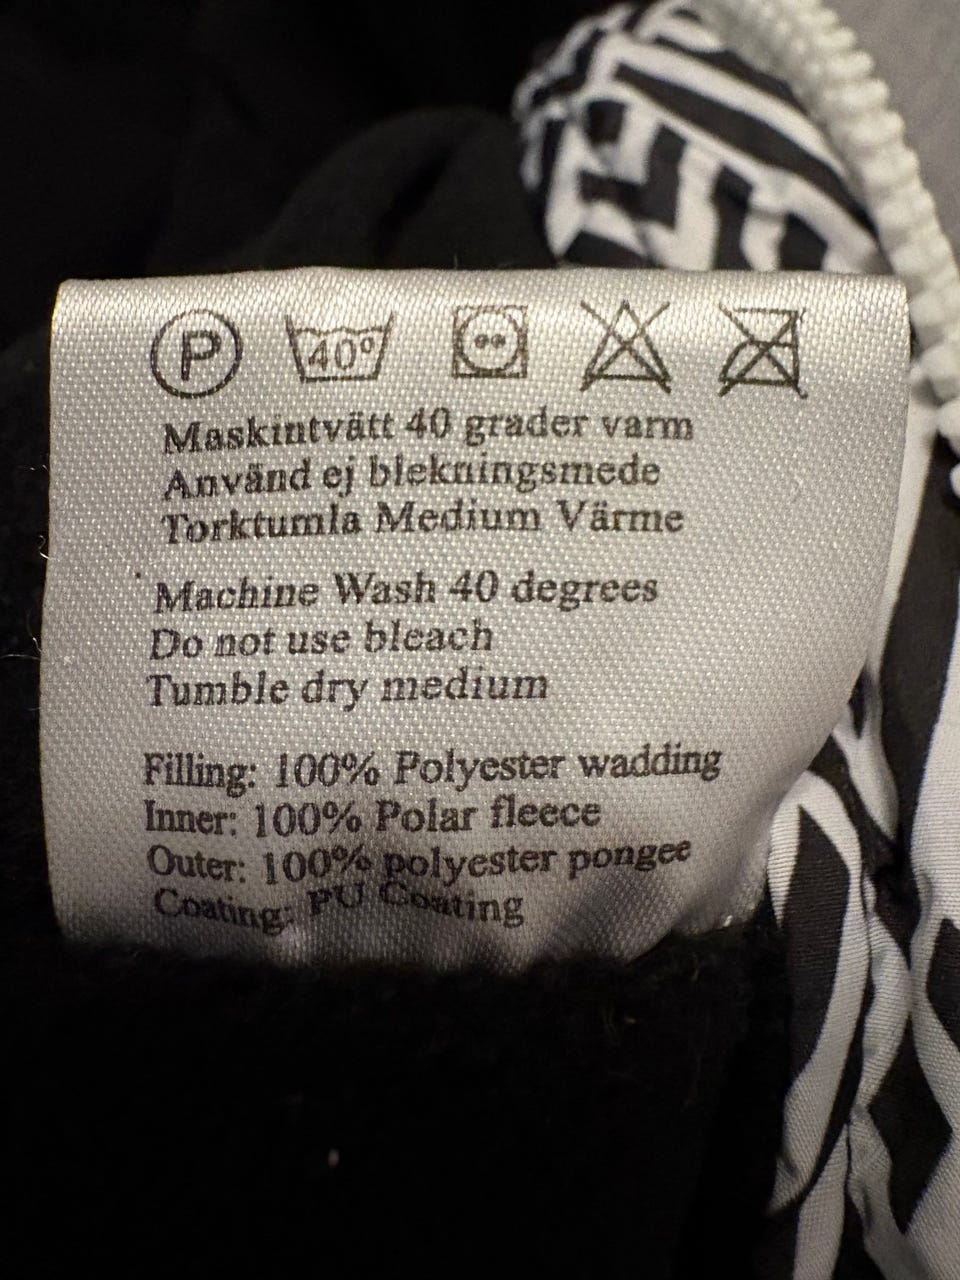 P 40°
Maskintvätt 40 grader varm
Använd ej blekningsmede
Torktumla Medium Värme
Machine Wash 40 degrees
Do not use bleach
Tumble dry medium
Filling: 100% Polyester wadding
Inner: 100% Polar fleece
Outer: 100% polyester pongee
Coating: PU Coating